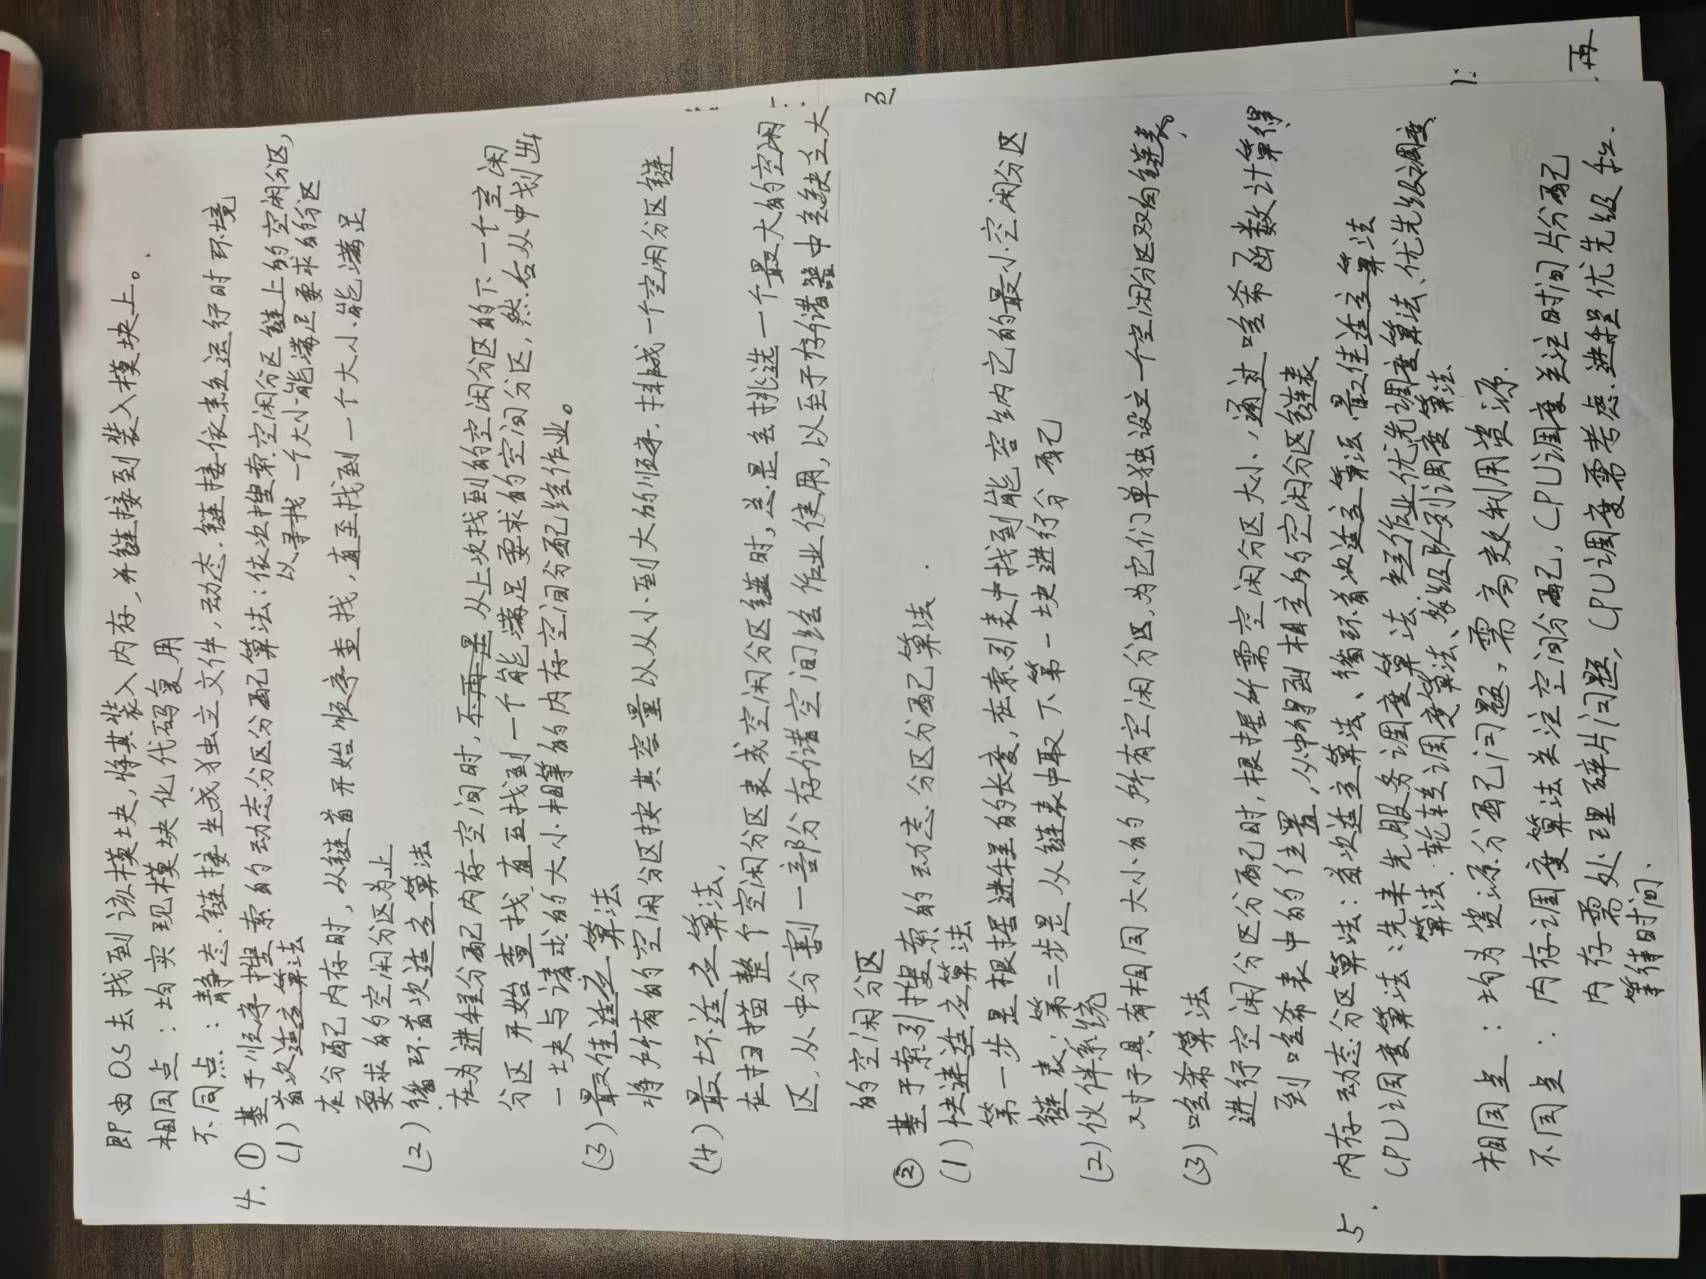 即由OS去找到该模块,将其装入内存,并链接到装入模块上。
相同点:均实现模块化代码复用
不同点:静态链接生成独立文件,动态链接依赖运行时环境
4. ① 基于顺序搜索的动态分区分配算法:依次搜索空闲分区链上的空闲分区,
以寻找一个大小能满足要求的分区
(1) 首次适应算法
在分配内存时,从链首开始顺序查找,直至找到一个大小能满足
要求的空闲分区为止
(2) 循环首次适应算法
在为进程分配内存空间时,不再是从上次找到的空闲分区的下一个空闲
分区开始查找,直至找到一个能满足要求的空间分区,然后从中划出
一块与请求的大小相等的内存空间分配给作业。
(3) 最佳适应算法
将所有的空闲分区按其容量以从小到大的顺序排成一个空闲分区链
(4) 最坏适应算法,
在扫描整个空闲分区表或空闲分区链时,总是去挑选一个最大的空闲
区,从中分割一部分存储空间给作业使用,以至于存储器中缺乏大
的空闲分区
② 基于索引搜索的动态分区分配算法.
(1) 快速适应算法
第一步是根据进程的长度,在索引表中找到能容纳它的最小空闲分区
链表;第二步是从链表中取下第一块进行分配
(2) 伙伴系统
对于具有相同大小的所有空闲分区,为它们单独设立一个空闲分区双向链表,
(3) 哈希算法
进行空闲分区分配时,根据所需空闲分区大小,通过哈希函数计算得
到哈希表中的位置,从中得到相应的空闲分区链表
5. 内存动态分区算法:首次适应算法、循环首次适应算法、最佳适应算法
CPU调度算法:先来先服务调度算法、短作业优先调度算法、优先级调度
算法、轮转调度算法、多级队列调度算法
相同点:均为资源分配问题,需高效利用资源.
不同点:内存调度算法关注空间分配,CPU调度关注时间片分配
内存需处理碎片问题,CPU调度需考虑进程优先级和
等待时间.
再